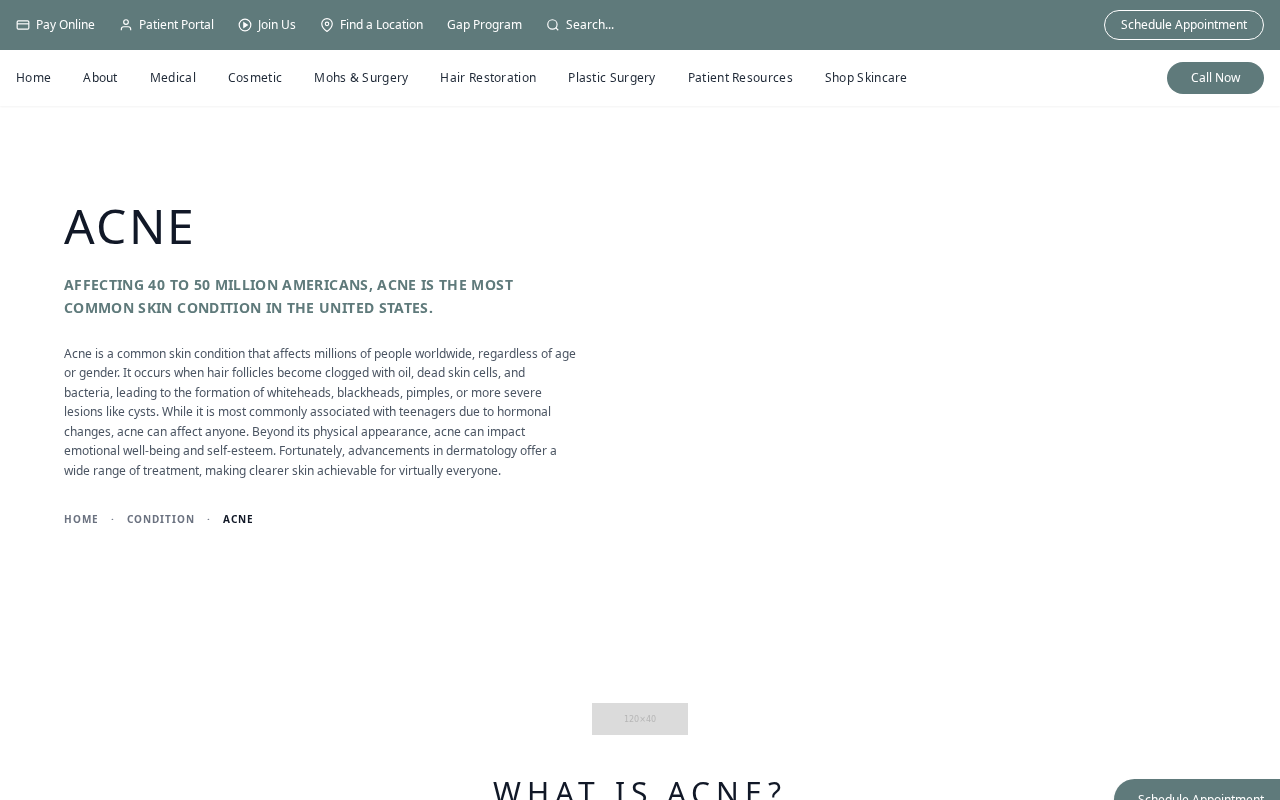 Pay Online
Patient Portal
Join Us
Find a Location
Gap Program
Search...
Schedule Appointment
Home
About
Medical
Cosmetic
Mohs & Surgery
Hair Restoration
Plastic Surgery
Patient Resources
Shop Skincare
Call Now
ACNE
AFFECTING 40 TO 50 MILLION AMERICANS, ACNE IS THE MOST
COMMON SKIN CONDITION IN THE UNITED STATES.
Acne is a common skin condition that affects millions of people worldwide, regardless of age
or gender. It occurs when hair follicles become clogged with oil, dead skin cells, and
bacteria, leading to the formation of whiteheads, blackheads, pimples, or more severe
lesions like cysts. While it is most commonly associated with teenagers due to hormonal
changes, acne can affect anyone. Beyond its physical appearance, acne can impact
emotional well-being and self-esteem. Fortunately, advancements in dermatology offer a
wide range of treatment, making clearer skin achievable for virtually everyone.
HOME · CONDITION · ACNE
120×40
WHAT IS ACNE?
Schedule Appointment